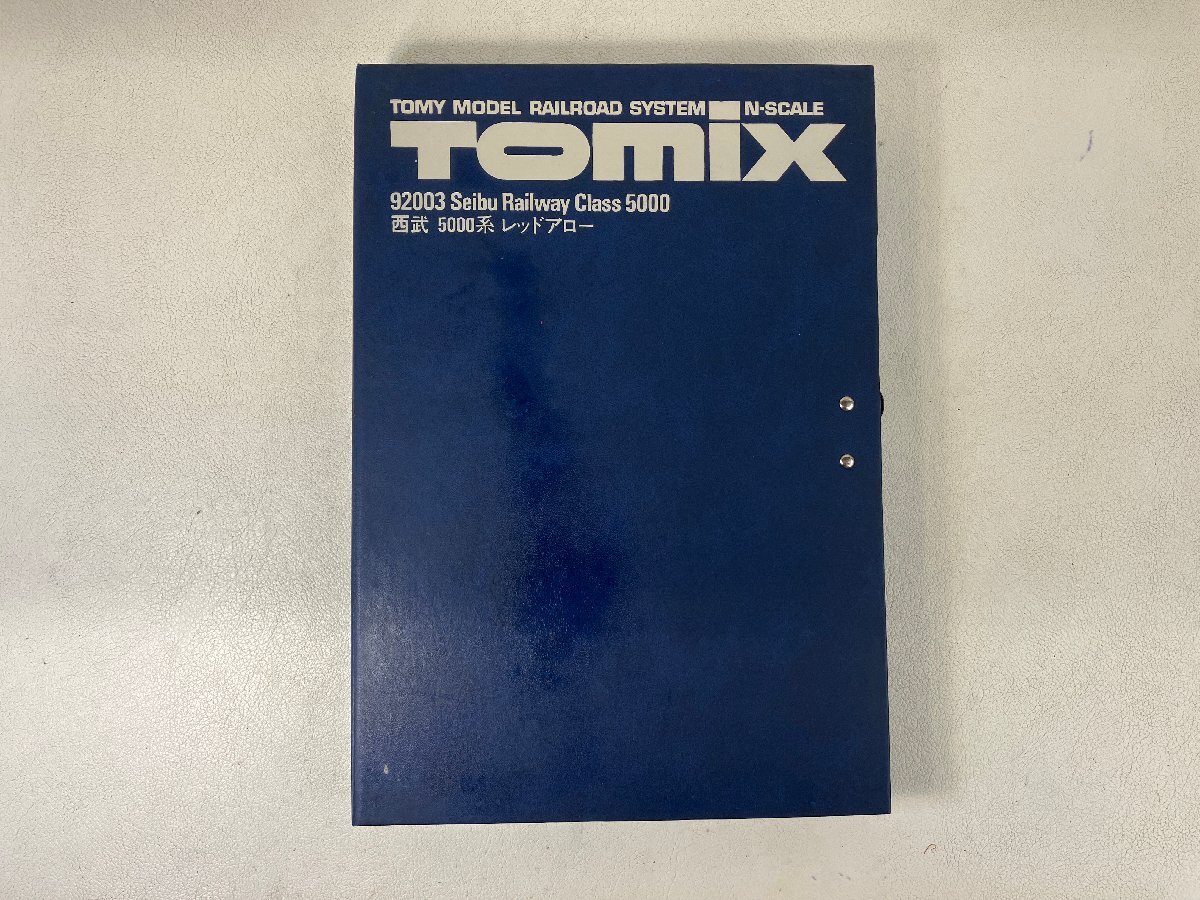 TOMY MODEL RAILROAD SYSTEM N-SCALE
TOMIX
92003 Seibu Railway Class 5000
西武 5000系 レッドアロー